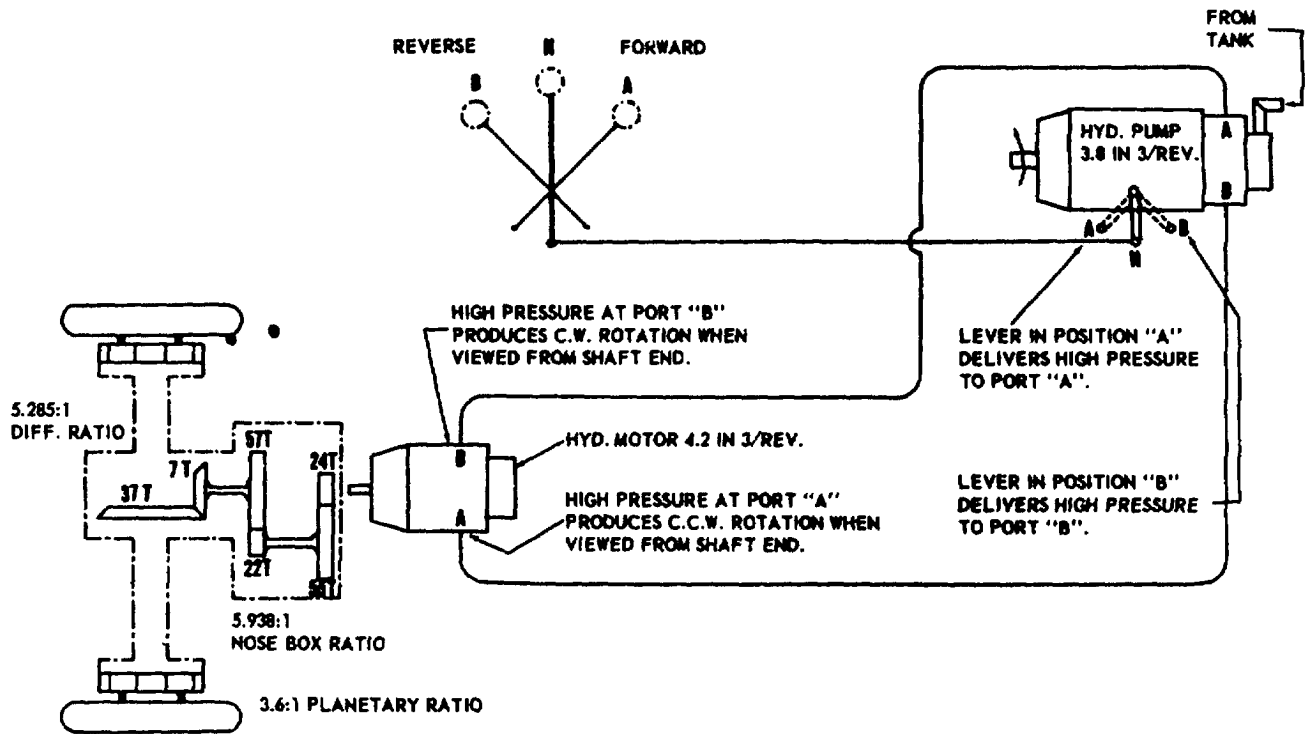 FROM
TANK
REVERSE
N
FORWARD
B
A
HYD. PUMP
3.8 IN 3/REV.
A
B
A
B
N
HIGH PRESSURE AT PORT "B"
PRODUCES C.W. ROTATION WHEN
VIEWED FROM SHAFT END.
LEVER IN POSITION "A"
DELIVERS HIGH PRESSURE
TO PORT "A".
5.285:1
DIFF. RATIO
57T
7T
24T
37 T
B
A
HYD. MOTOR 4.2 IN 3/REV.
HIGH PRESSURE AT PORT "A"
PRODUCES C.C.W. ROTATION WHEN
VIEWED FROM SHAFT END.
LEVER IN POSITION "B"
DELIVERS HIGH PRESSURE
TO PORT "B".
22T
5.938:1
NOSE BOX RATIO
3.6:1 PLANETARY RATIO